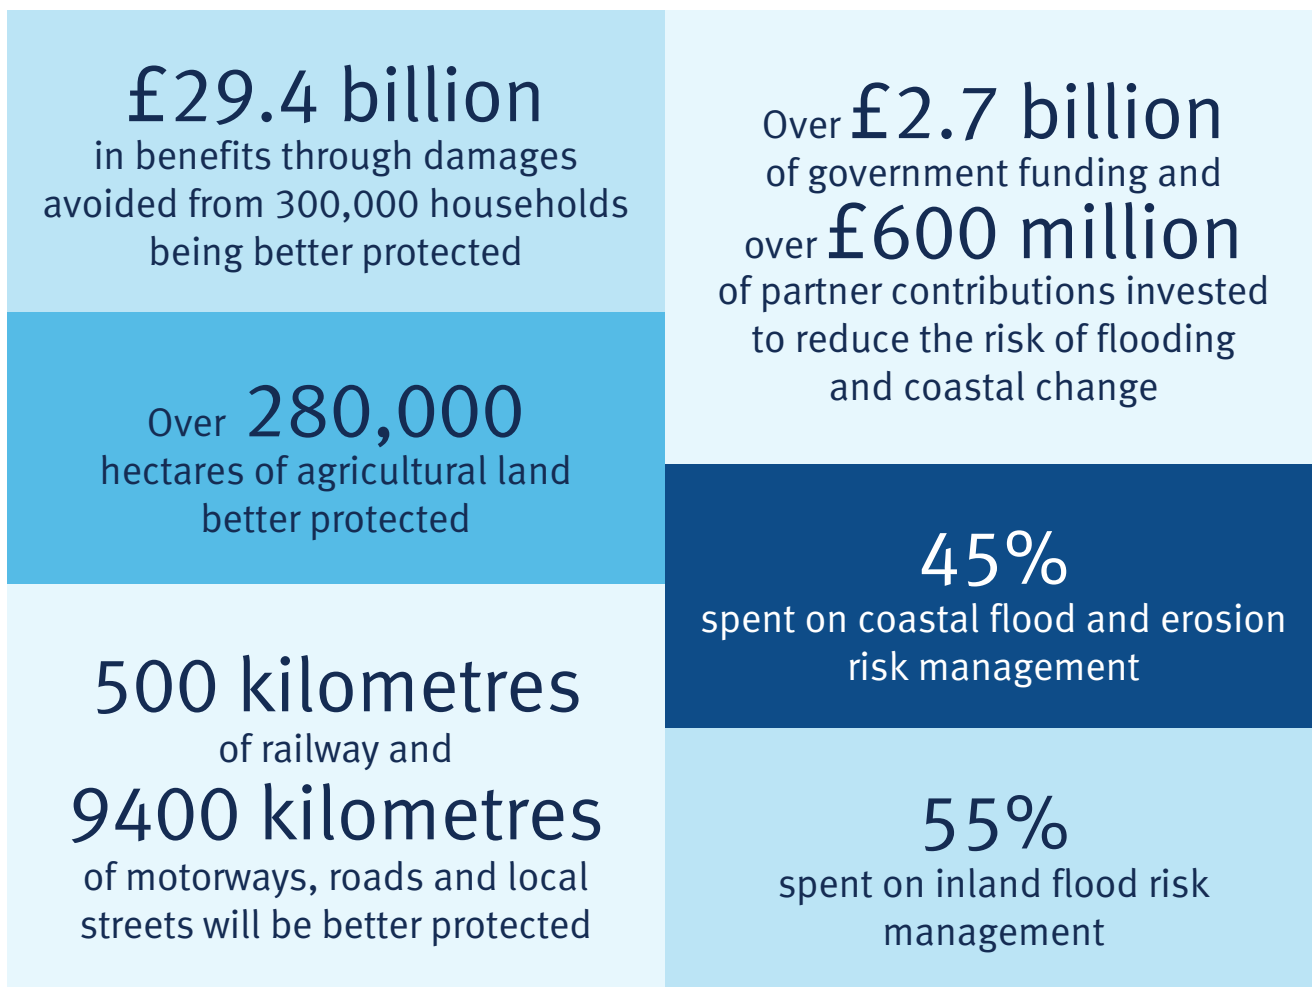 £29.4 billion
in benefits through damages
avoided from 300,000 households
being better protected
Over 280,000
hectares of agricultural land
better protected
500 kilometres
of railway and
9400 kilometres
of motorways, roads and local
streets will be better protected
Over £2.7 billion
of government funding and
over £600 million
of partner contributions invested
to reduce the risk of flooding
and coastal change
45%
spent on coastal flood and erosion
risk management
55%
spent on inland flood risk
management